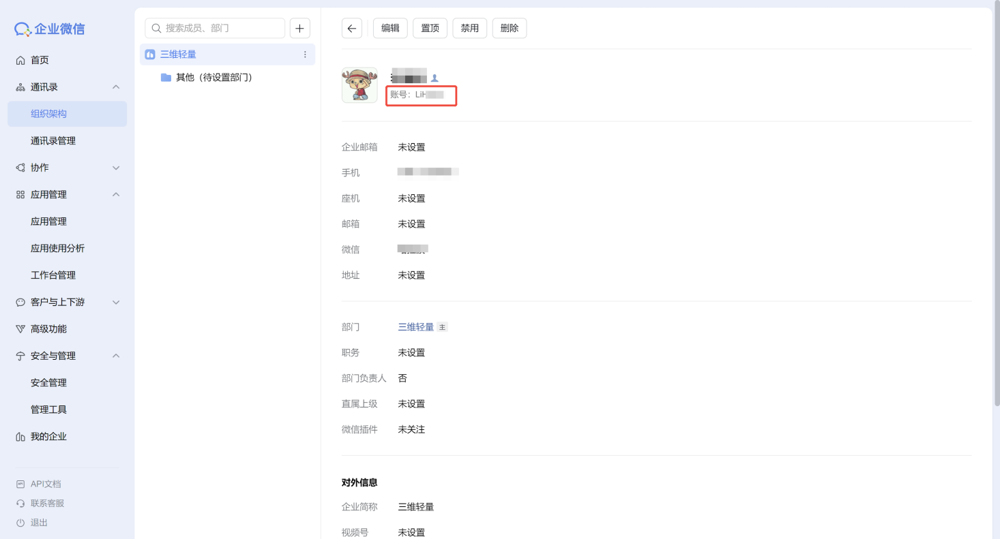 企业微信
首页
通讯录
组织架构
通讯录管理
协作
应用管理
应用管理
应用使用分析
工作台管理
客户与上下游
高级功能
安全与管理
安全管理
管理工具
我的企业
API文档
联系客服
退出
搜索成员、部门
三维轻量
其他（待设置部门）
编辑 置顶 禁用 删除
账号：LiH
企业邮箱 未设置
手机
座机 未设置
邮箱 未设置
微信
地址 未设置
部门 三维轻量 主
职务 未设置
部门负责人 否
直属上级 未设置
微信插件 未关注
对外信息
企业简称 三维轻量
视频号 未设置